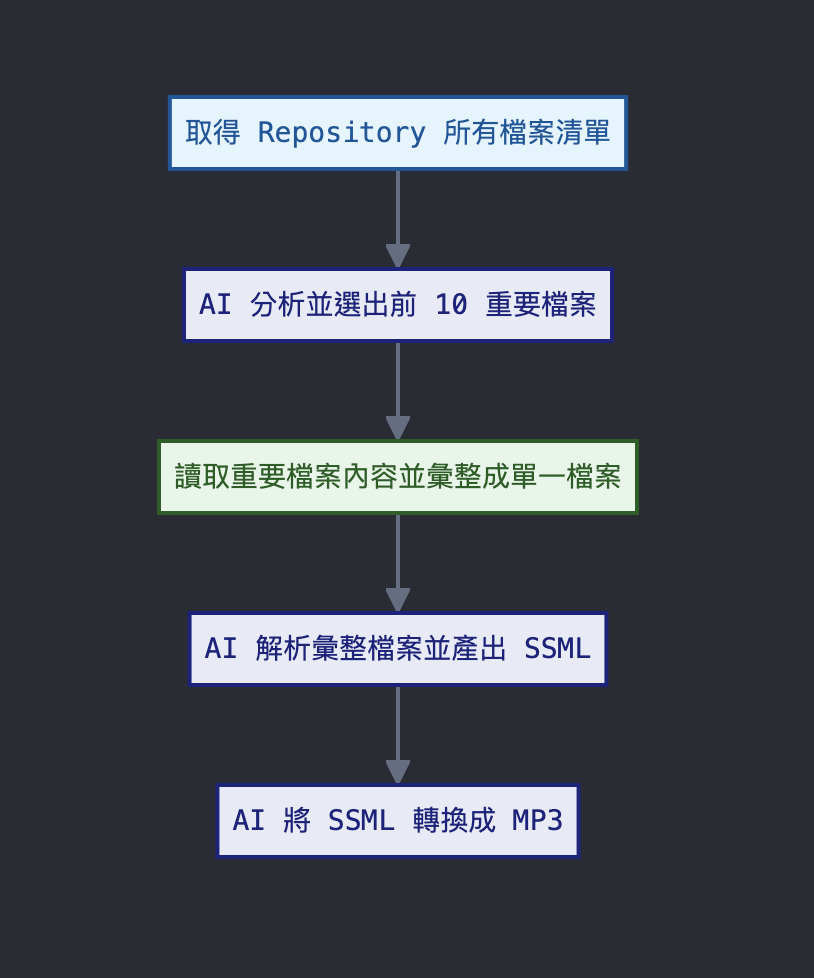 取得 Repository 所有檔案清單
AI 分析並選出前 10 重要檔案
讀取重要檔案內容並彙整成單一檔案
AI 解析彙整檔案並產出 SSML
AI 將 SSML 轉換成 MP3